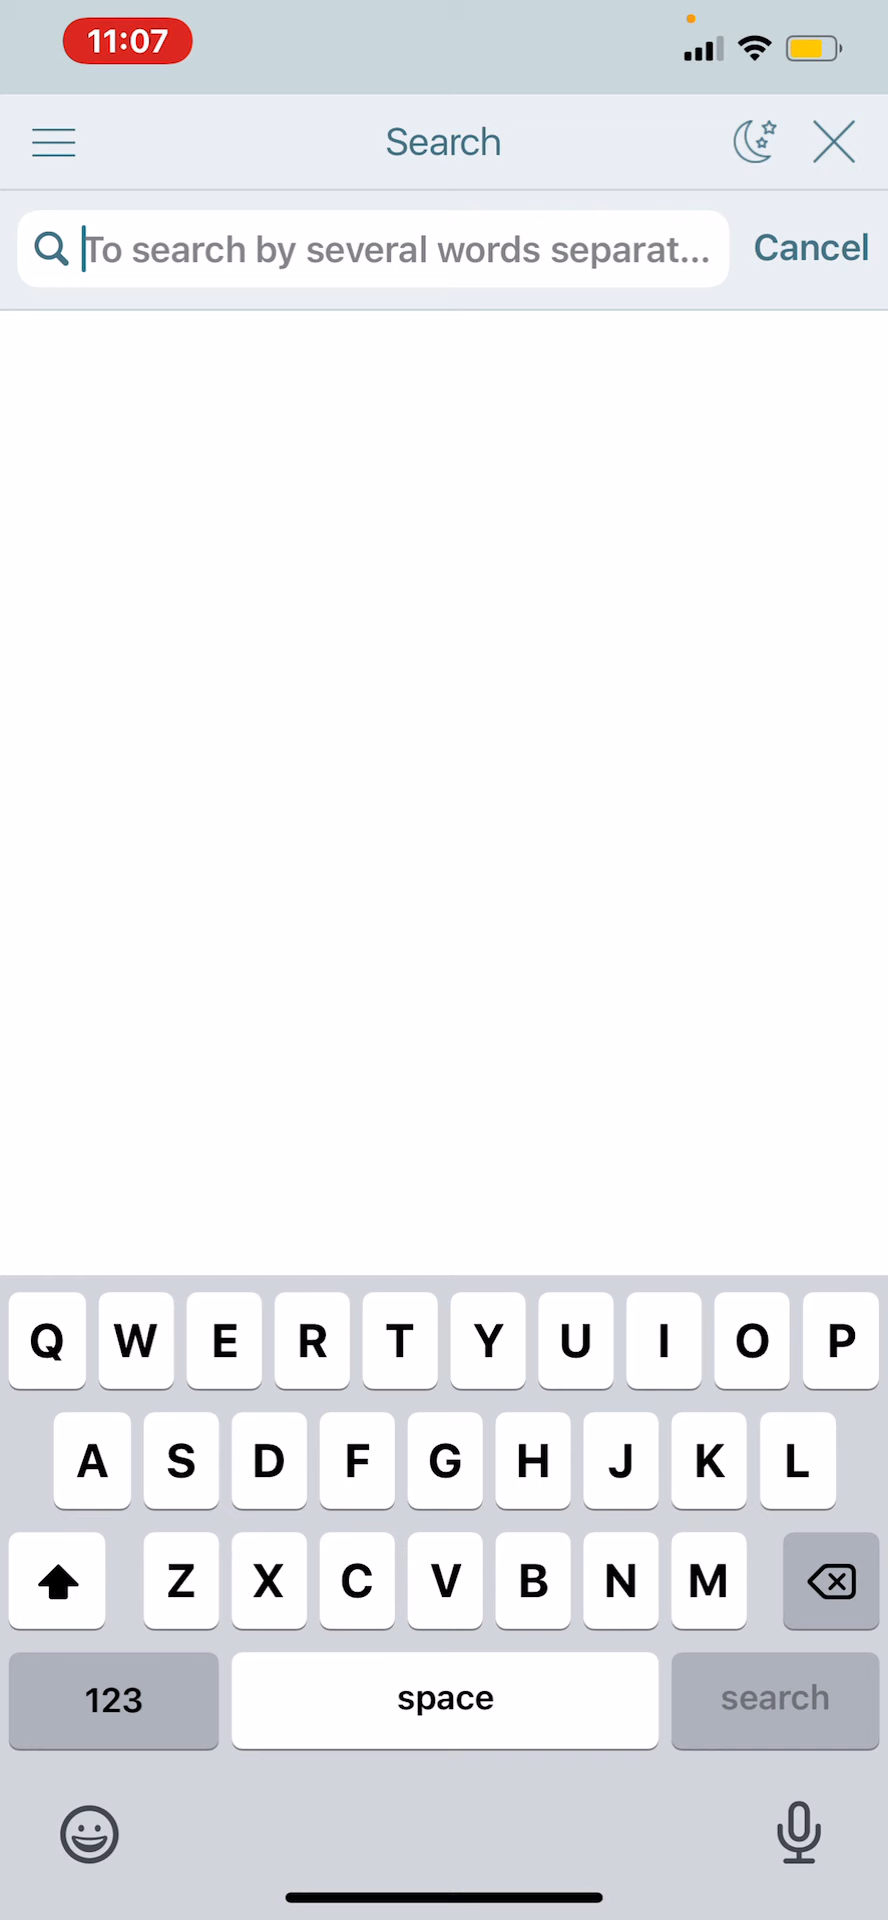 11:07
Search
To search by several words separat...
Cancel
Q W E R T Y U I O P
A S D F G H J K L
Z X C V B N M
123 space search